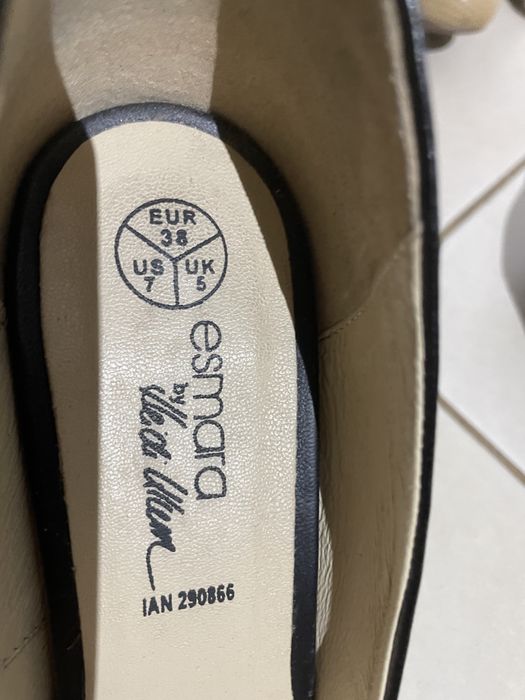 EUR
38
US
7
UK
5
esmara
by
IAN 290866